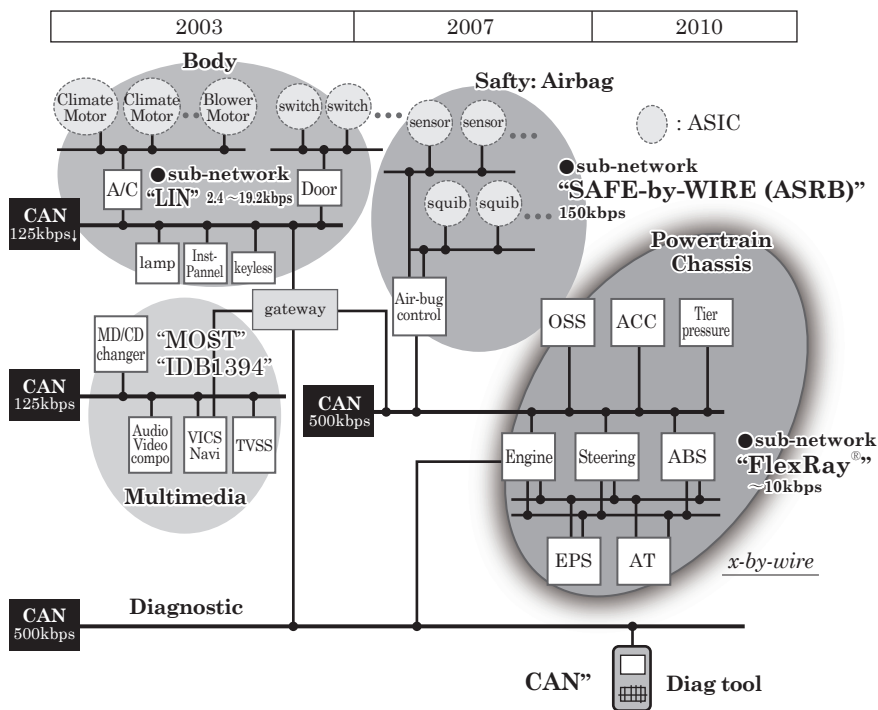 2003
2007
2010
Body
Climate
Motor
Climate
Motor
Blower
Motor
switch
switch
Safty: Airbag
sensor
sensor
: ASIC
A/C
●sub-network
“LIN” 2.4 ~19.2kbps
Door
squib
squib
●sub-network
“SAFE-by-WIRE (ASRB)”
150kbps
CAN
125kbps↓
lamp
Inst-
Pannel
keyless
Powertrain
Chassis
gateway
Air-bug
control
OSS
ACC
Tier
pressure
MD/CD
changer
“MOST”
“IDB1394”
CAN
125kbps
CAN
500kbps
Audio
Video
compo
VICS
Navi
TVSS
Multimedia
Engine
Steering
ABS
●sub-network
“FlexRay®”
~10kbps
EPS
AT
x-by-wire
CAN
500kbps
Diagnostic
CAN”
Diag tool